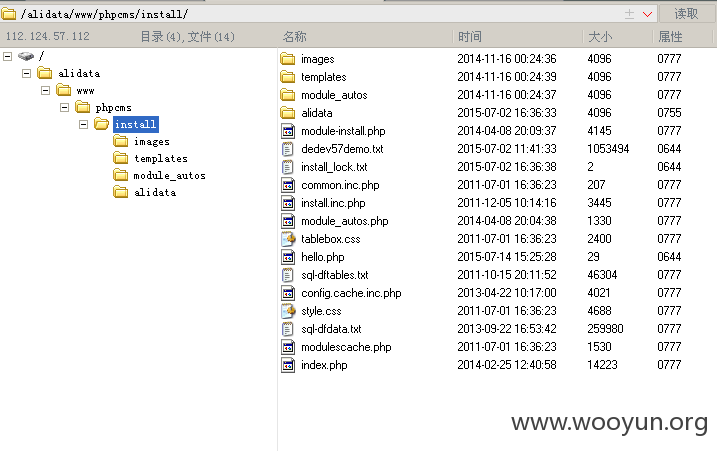 /alidata/www/phpcms/install/ 读取
112.124.57.112 目录(4),文件(14) 名称 时间 大小 属性
/
alidata
www
phpcms
install
images
templates
module_autos
alidata
images 2014-11-16 00:24:36 4096 0777
templates 2014-11-16 00:24:39 4096 0777
module_autos 2014-11-16 00:24:37 4096 0777
alidata 2015-07-02 16:36:33 4096 0755
module-install.php 2014-04-08 20:09:37 4145 0777
dedev57demo.txt 2015-07-02 11:41:33 1053494 0644
install_lock.txt 2015-07-02 16:36:38 2 0644
common.inc.php 2011-07-01 16:36:23 207 0777
install.inc.php 2011-12-05 10:14:16 3445 0777
module_autos.php 2014-04-08 20:04:38 1330 0777
tablebox.css 2011-07-01 16:36:23 2400 0777
hello.php 2015-07-14 15:25:28 29 0644
sql-dftables.txt 2011-10-15 20:11:52 46304 0777
config.cache.inc.php 2013-04-22 10:17:00 4021 0777
style.css 2011-07-01 16:36:23 4688 0777
sql-dfdata.txt 2013-09-22 16:53:42 259980 0777
modulescache.php 2011-07-01 16:36:23 1530 0777
index.php 2014-02-25 12:40:58 14223 0777
www.wooyun.org